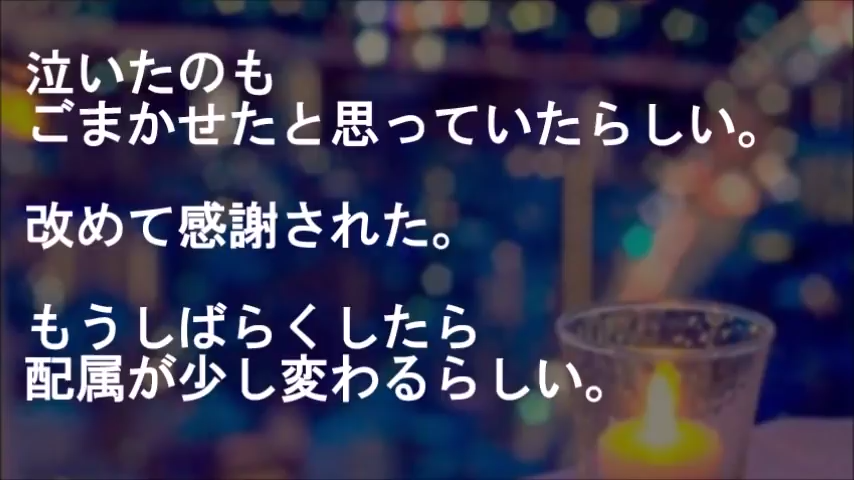 泣いたのも
ごまかせたと思っていたらしい。
改めて感謝された。
もうしばらくしたら
配属が少し変わるらしい。